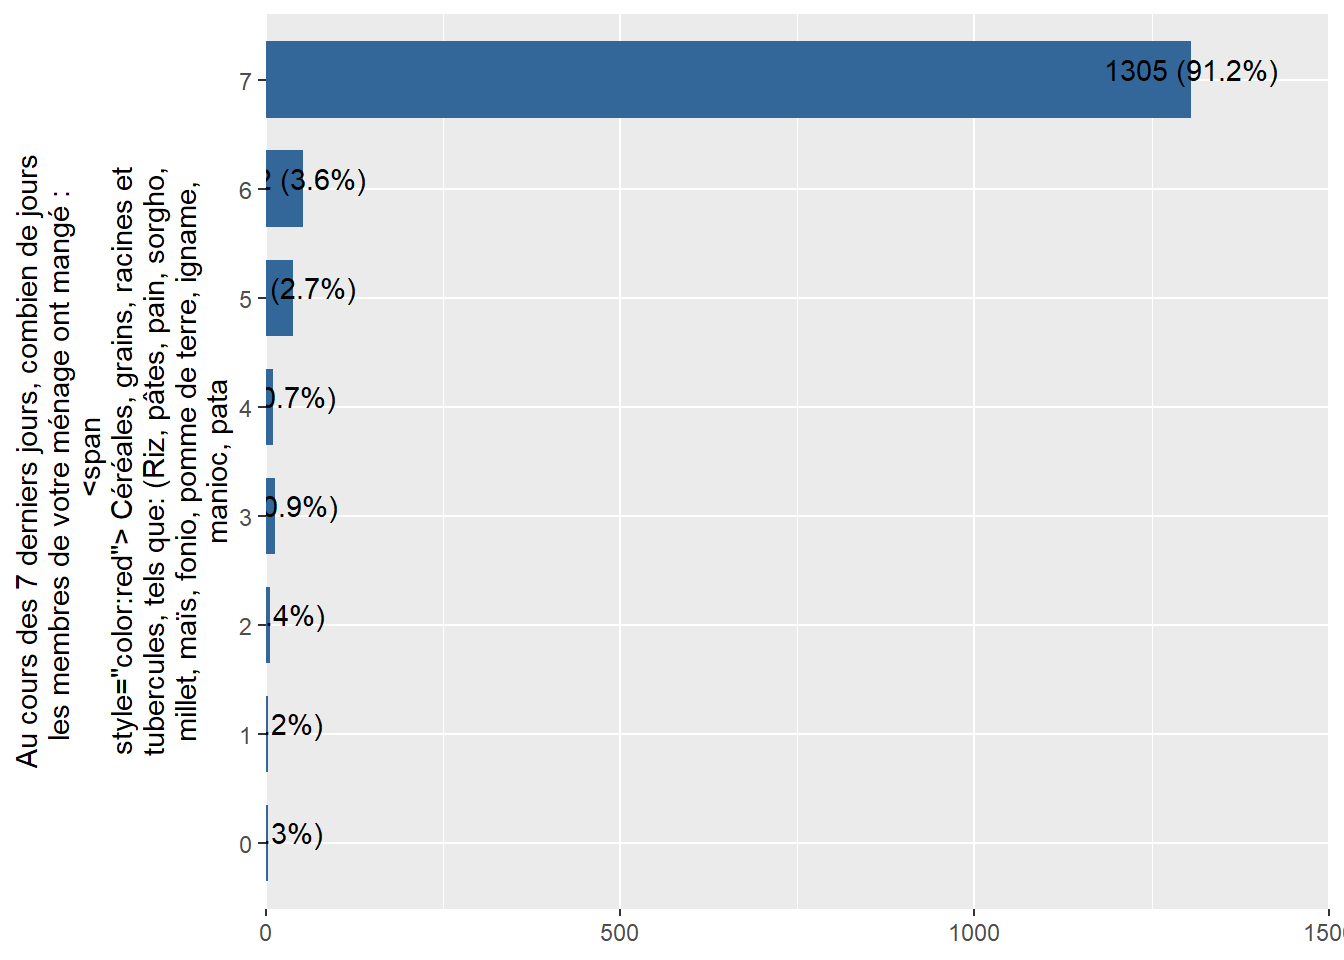 Au cours des 7 derniers jours, combien de jours
les membres de votre ménage ont mangé :
<span
style="color:red"> Céréales, grains, racines et
tubercules, tels que: (Riz, pâtes, pain, sorgho,
millet, maïs, fonio, pomme de terre, igname,
manioc, pata
7
1305 (91.2%)
6
2 (3.6%)
5
(2.7%)
4
0.7%)
3
0.9%)
2
.4%)
1
.2%)
0
.3%)
0
500
1000
150